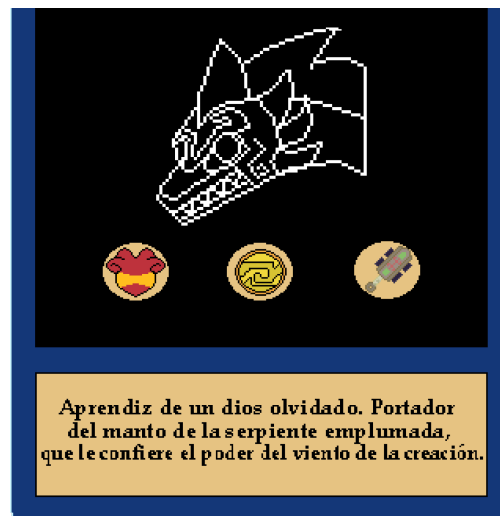 Aprendiz de un dios olvidado. Portador
del manto de la serpiente emplumada,
que le confiere el poder del viento de la creación.